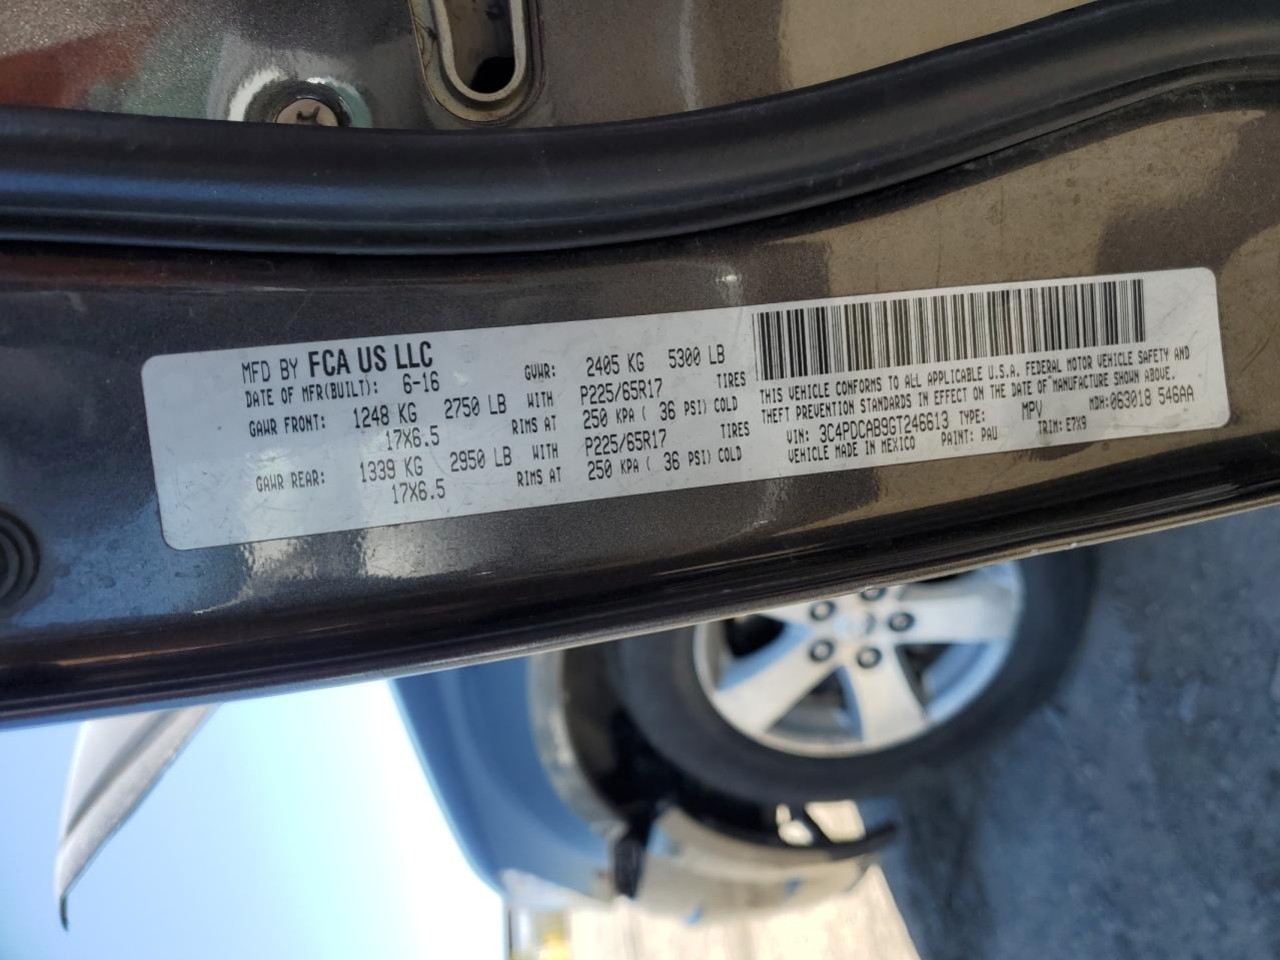 MFD BY FCA US LLC
DATE OF MFR(BUILT): 6-16 GVWR: 2405 KG 5300 LB
GAWR FRONT: 1248 KG 2750 LB WITH P225/65R17 TIRES
17X6.5 RIMS AT 250 KPA ( 36 PSI) COLD
GAWR REAR: 1339 KG 2950 LB WITH P225/65R17 TIRES
17X6.5 RIMS AT 250 KPA ( 36 PSI) COLD
THIS VEHICLE CONFORMS TO ALL APPLICABLE U.S.A. FEDERAL MOTOR VEHICLE SAFETY AND
THEFT PREVENTION STANDARDS IN EFFECT ON THE DATE OF MANUFACTURE SHOWN ABOVE.
VIN: 3C4PDCAB9GT246613 TYPE: MPV MDH: 063018 546AA
VEHICLE MADE IN MEXICO PAINT: PAU TRIM: E7X9